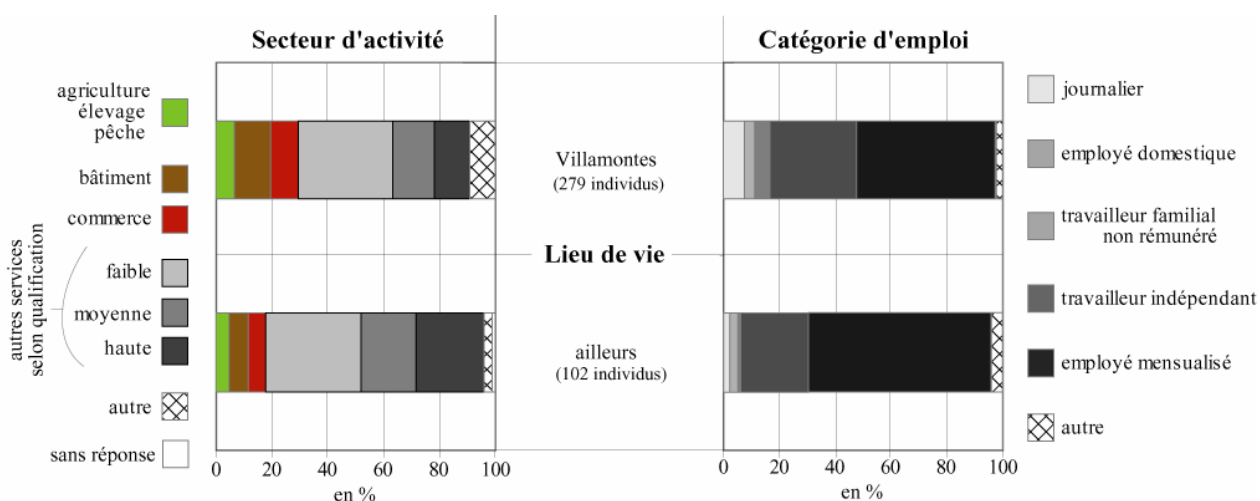 Secteur d'activité
Catégorie d'emploi
agriculture
élevage
pêche
bâtiment
commerce
autres services
selon qualification
faible
moyenne
haute
autre
sans réponse
Villamontes
(279 individus)
Lieu de vie
ailleurs
(102 individus)
journalier
employé domestique
travailleur familial
non rémunéré
travailleur indépendant
employé mensualisé
autre
0 20 40 60 80 100
en %
0 20 40 60 80 100
en %